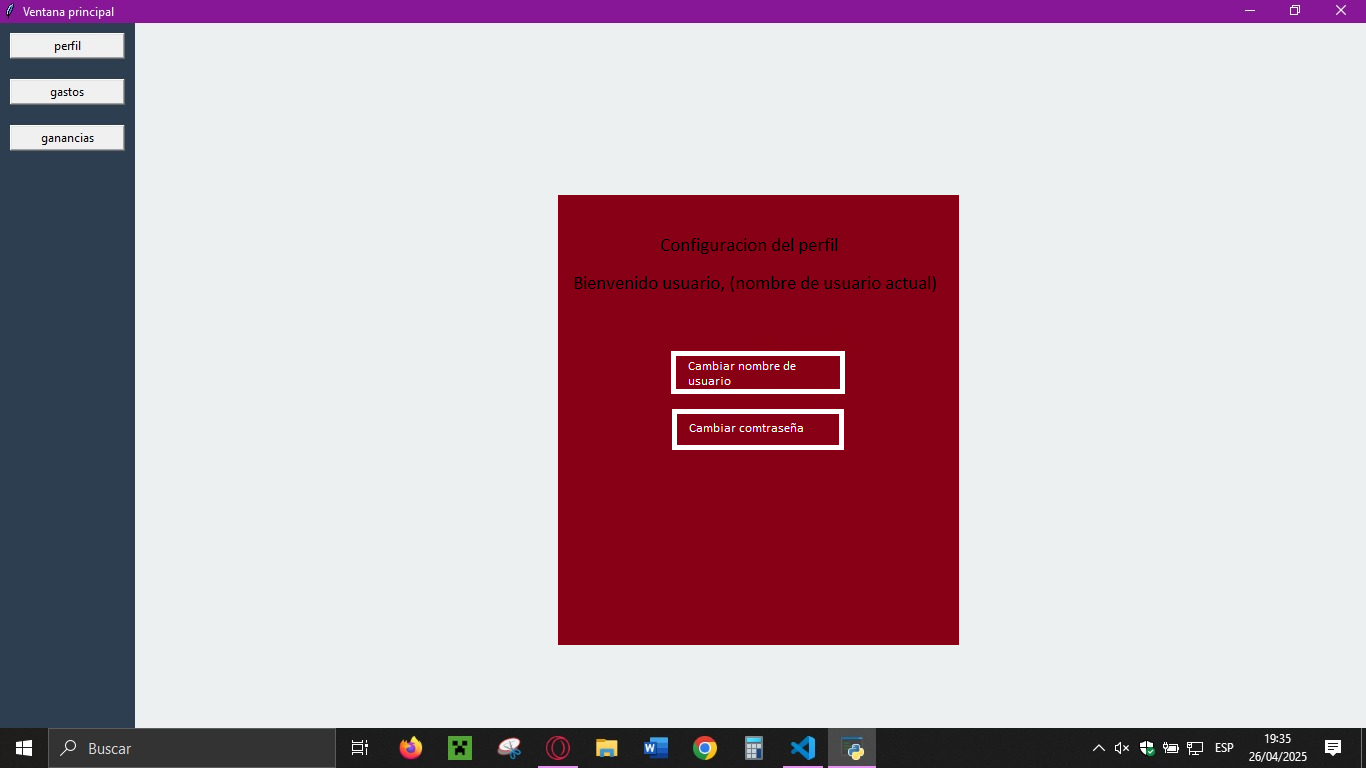 Ventana principal
perfil
gastos
ganancias
Configuracion del perfil
Bienvenido usuario, (nombre de usuario actual)
Cambiar nombre de
usuario
Cambiar comtraseña
Buscar
ESP
19:35
26/04/2025